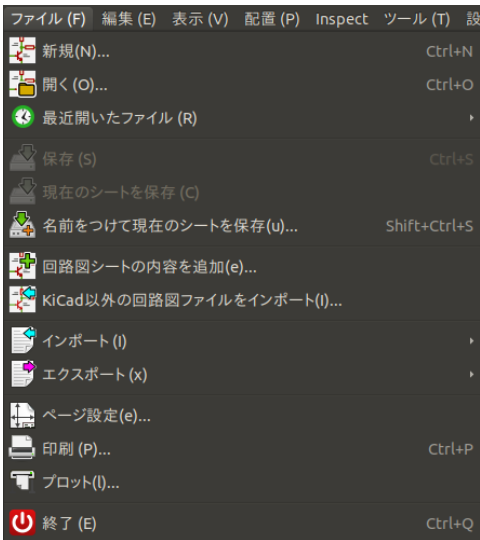 ファイル (F) 編集 (E) 表示 (V) 配置 (P) Inspect ツール (T) 設
新規(N)... Ctrl+N
開く(O)... Ctrl+O
最近開いたファイル (R)
保存 (S) Ctrl+S
現在のシートを保存 (C)
名前をつけて現在のシートを保存(u)... Shift+Ctrl+S
回路図シートの内容を追加(e)...
KiCad以外の回路図ファイルをインポート(I)...
インポート (I)
エクスポート (x)
ページ設定(e)...
印刷 (P)... Ctrl+P
プロット(l)...
終了 (E) Ctrl+Q